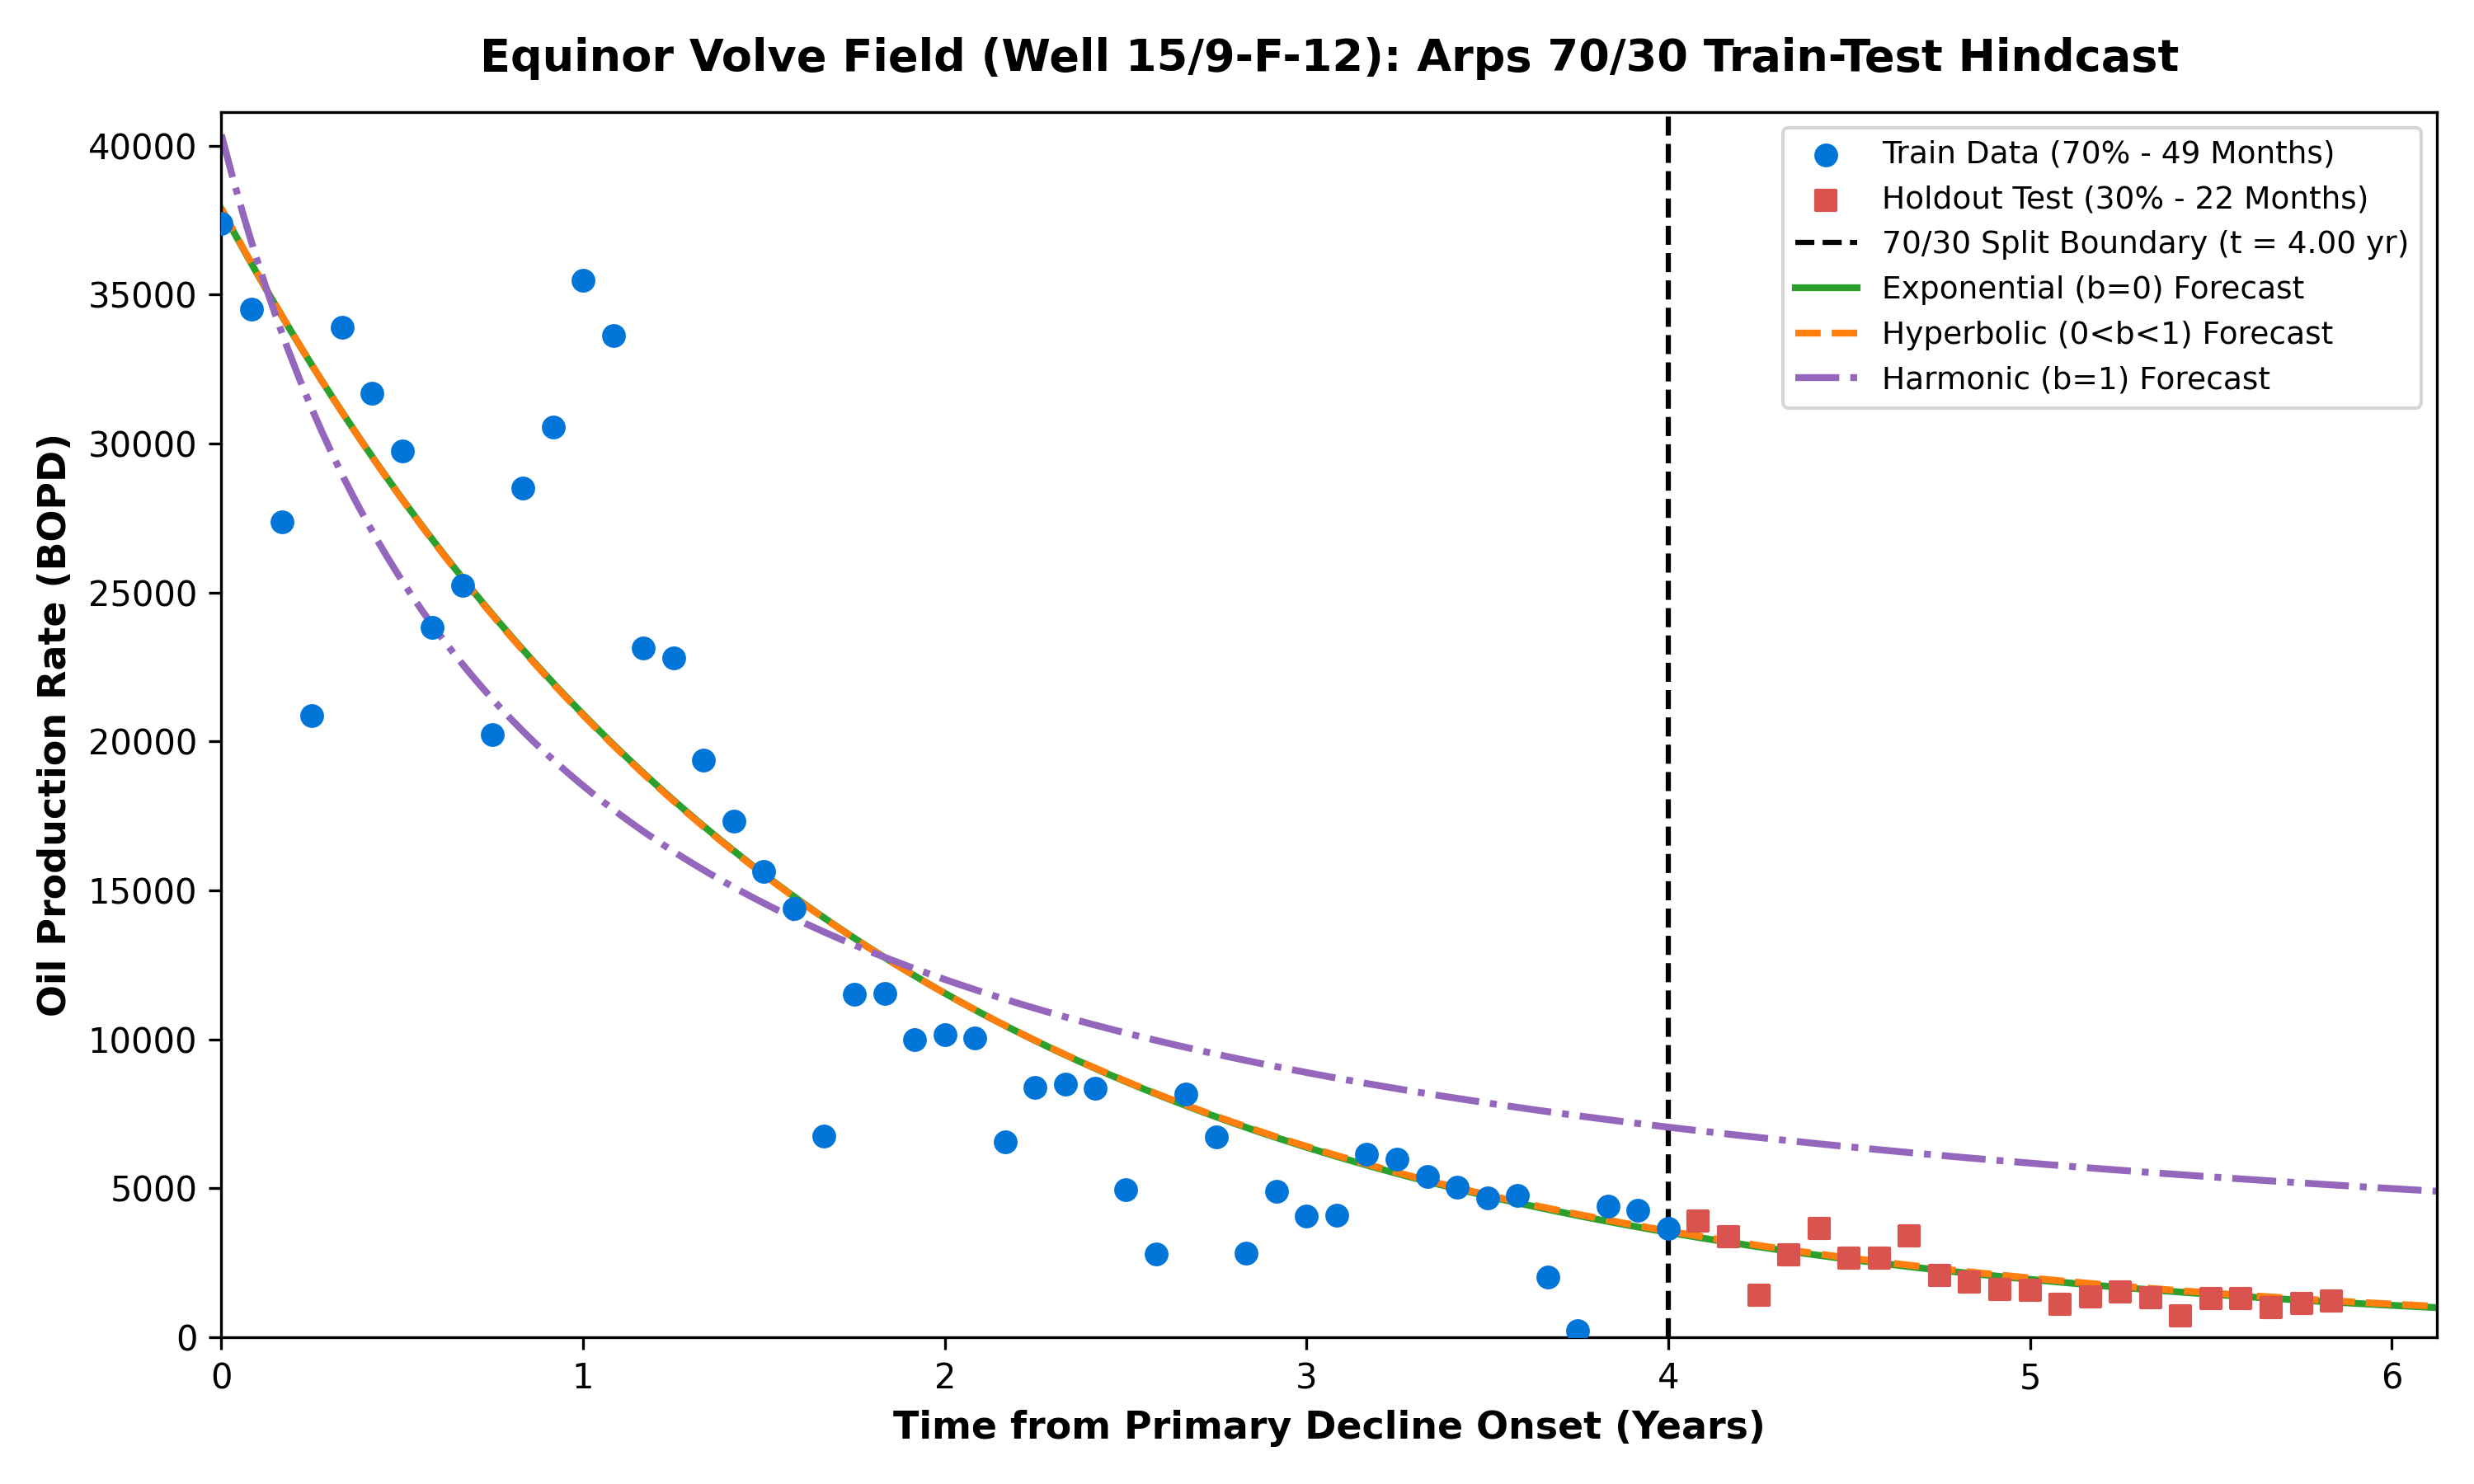 Equinor Volve Field (Well 15/9-F-12): Arps 70/30 Train-Test Hindcast
Oil Production Rate (BOPD)
40000
35000
30000
25000
20000
15000
10000
5000
0
Train Data (70% - 49 Months)
Holdout Test (30% - 22 Months)
70/30 Split Boundary (t = 4.00 yr)
Exponential (b=0) Forecast
Hyperbolic (0<b<1) Forecast
Harmonic (b=1) Forecast
0 1 2 3 4 5 6
Time from Primary Decline Onset (Years)